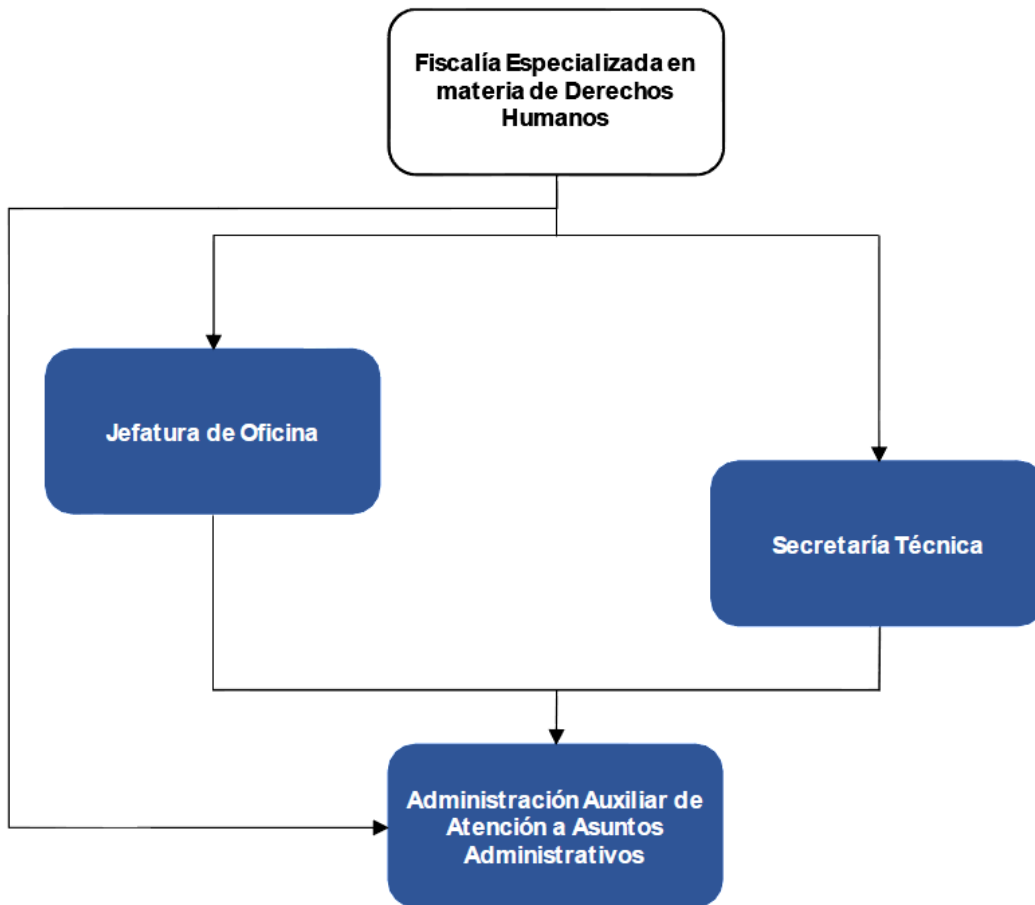 Fiscalía Especializada en
materia de Derechos
Humanos
Jefatura de Oficina
Secretaría Técnica
Administración Auxiliar de
Atención a Asuntos
Administrativos